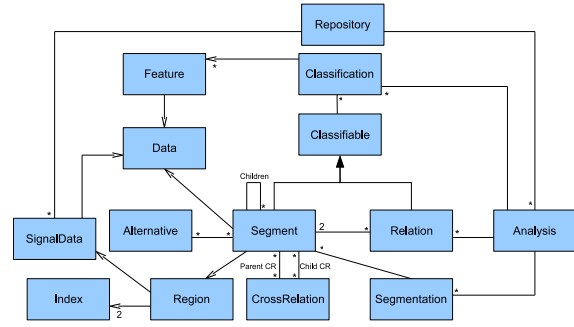 Repository
Feature
Classification
*
*
*
Classifiable
Data
Children
*
*
*
Alternative
*
*
Segment
2
*
Relation
*
Analysis
SignalData
*
Parent CR
*
*
Child CR
*
*
Index
2
Region
CrossRelation
Segmentation
*